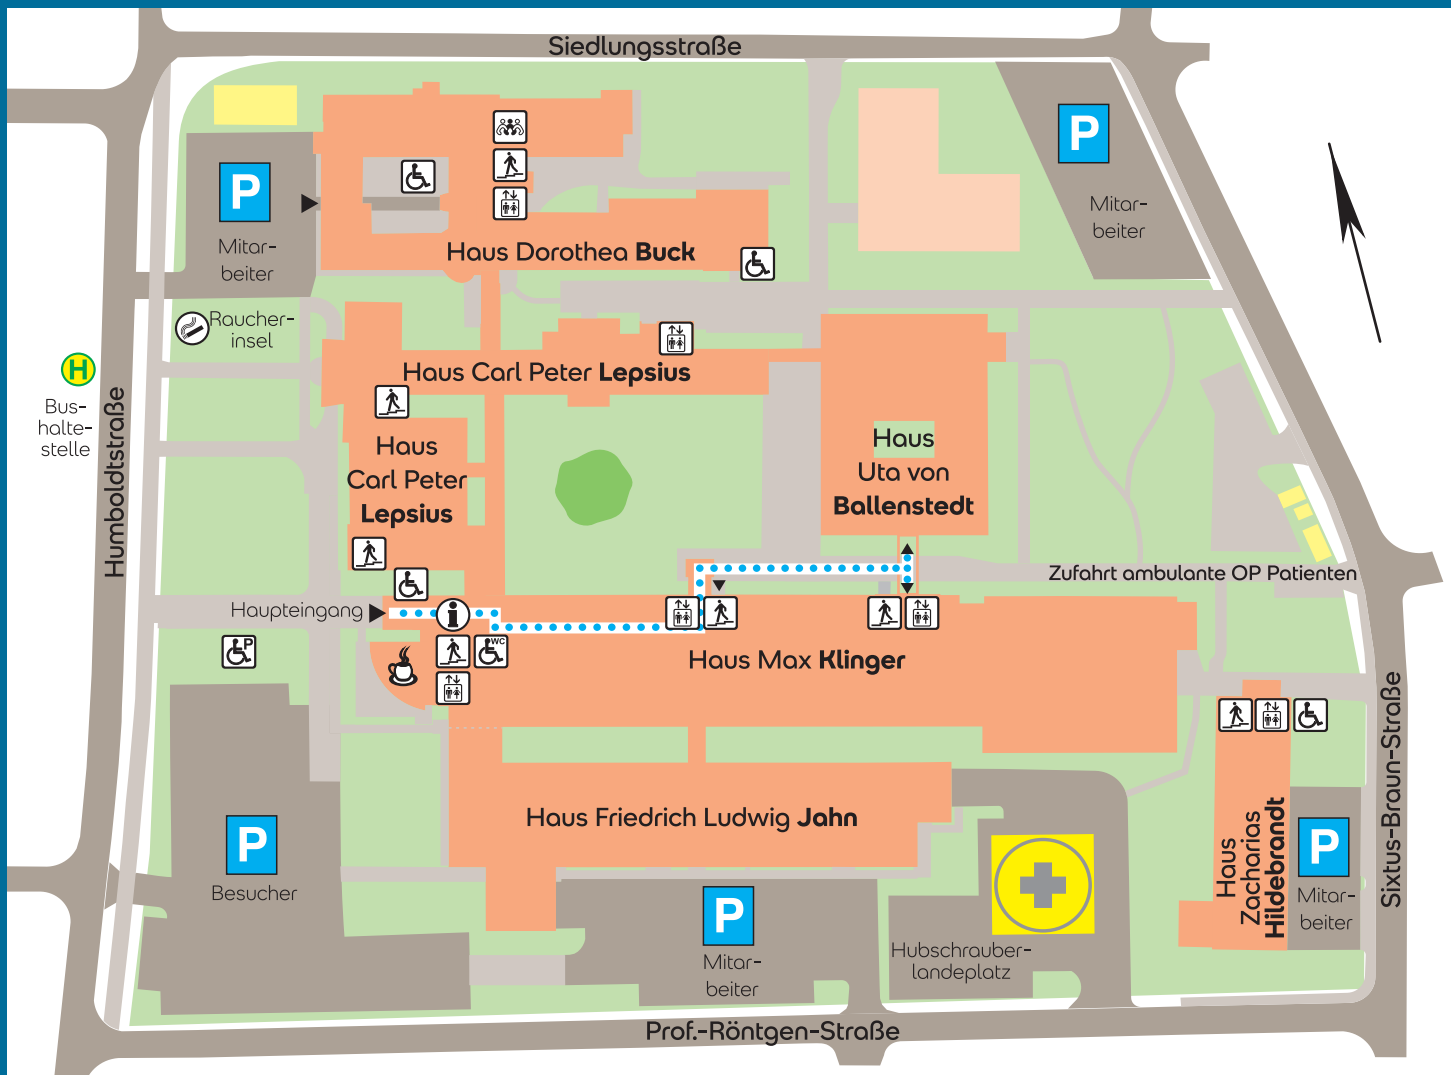 Siedlungsstraße
P
Mitar-
beiter
P
Mitar-
beiter
Haus Dorothea Buck
Raucher-
insel
H
Bus-
halte-
stelle
Humboldtstraße
Haus Carl Peter Lepsius
Haus
Carl Peter
Lepsius
Haus
Uta von
Ballenstedt
Zufahrt ambulante OP Patienten
Haupteingang
i
P
WC
Haus Max Klinger
Haus Friedrich Ludwig Jahn
P
Besucher
P
Mitar-
beiter
Hubschrauber-
landeplatz
Haus
Zacharias
Hildebrandt
P
Mitar-
beiter
Sixtus-Braun-Straße
Prof.-Röntgen-Straße